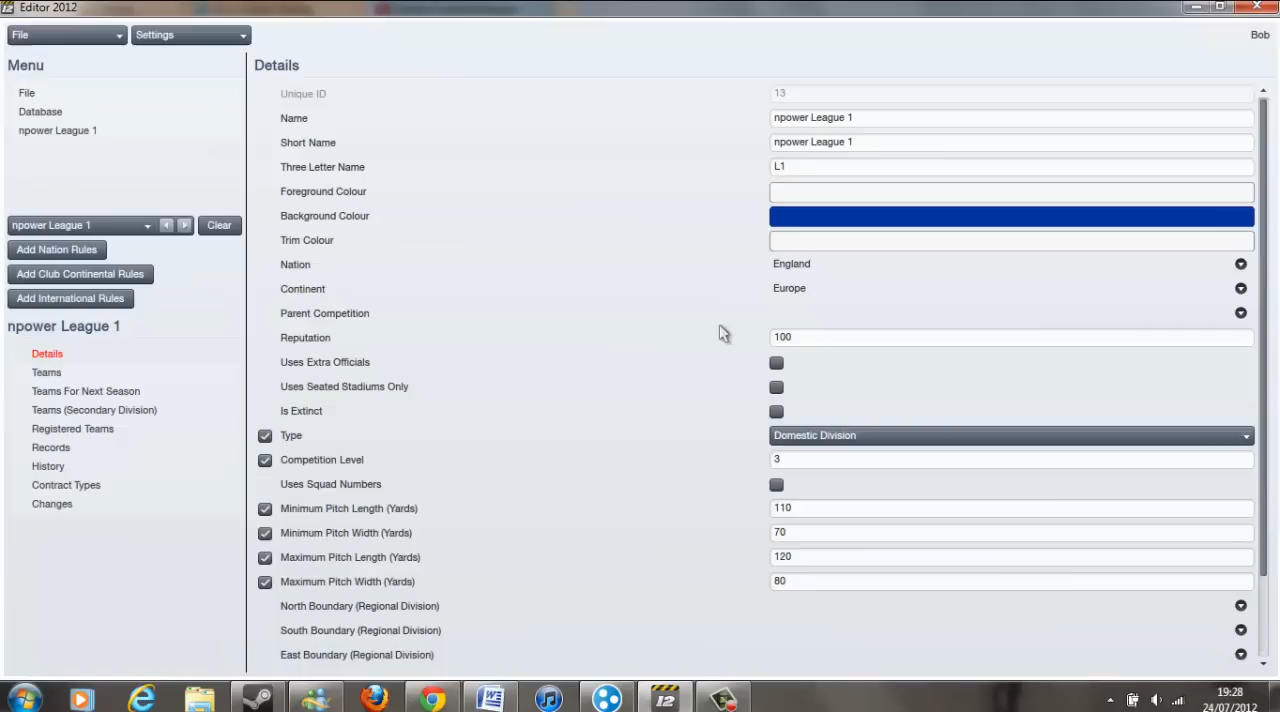 Editor 2012
File
Settings
Bob
Menu
File
Database
npower League 1
npower League 1
Clear
Add Nation Rules
Add Club Continental Rules
Add International Rules
npower League 1
Details
Teams
Teams For Next Season
Teams (Secondary Division)
Registered Teams
Records
History
Contract Types
Changes
Details
Unique ID 13
Name npower League 1
Short Name npower League 1
Three Letter Name L1
Foreground Colour
Background Colour
Trim Colour
Nation England
Continent Europe
Parent Competition
Reputation 100
Uses Extra Officials
Uses Seated Stadiums Only
Is Extinct
Type Domestic Division
Competition Level 3
Uses Squad Numbers
Minimum Pitch Length (Yards) 110
Minimum Pitch Width (Yards) 70
Maximum Pitch Length (Yards) 120
Maximum Pitch Width (Yards) 80
North Boundary (Regional Division)
South Boundary (Regional Division)
East Boundary (Regional Division)
12
19:28
24/07/2012